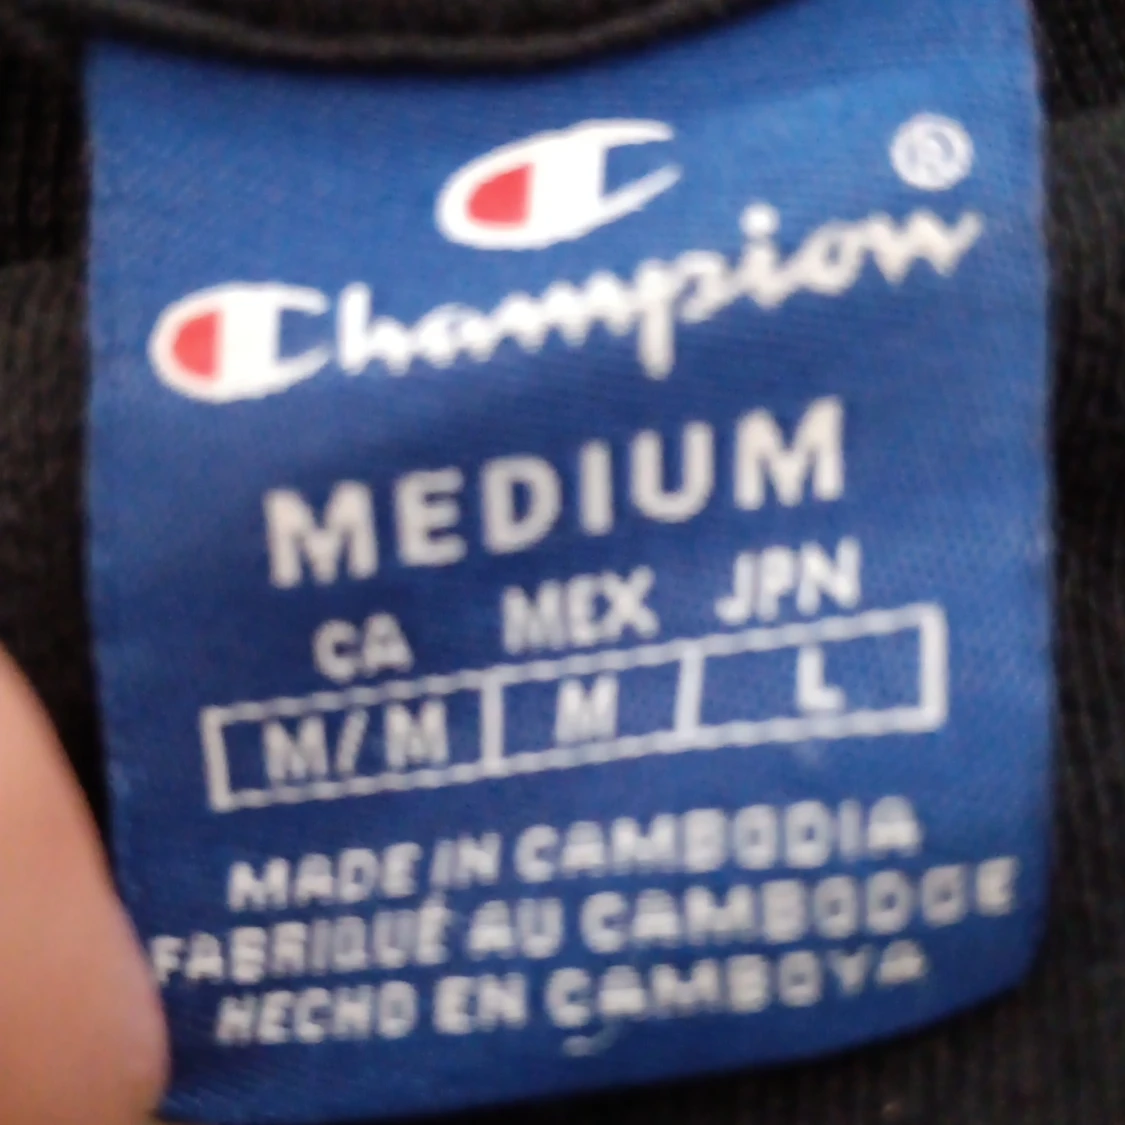 Champion®
MEDIUM
CA MEX JPN
M/M M L
MADE IN CAMBODIA
FABRIQUÉ AU CAMBODGE
HECHO EN CAMBOYA